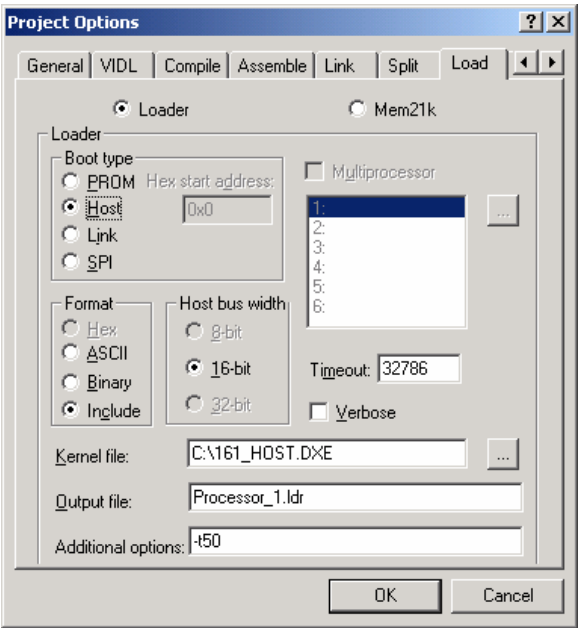 Project Options
General VIDL Compile Assemble Link Split Load
Loader Mem21k
Loader
Boot type
PROM Hex start address:
Host 0x0
Link
SPI
Multiprocessor
1:
2:
3:
4:
5:
6:
...
Format
Hex
ASCII
Binary
Include
Host bus width
8-bit
16-bit
32-bit
Timeout: 32786
Verbose
Kernel file: C:\161_HOST.DXE ...
Output file: Processor_1.ldr
Additional options: -t50
OK Cancel